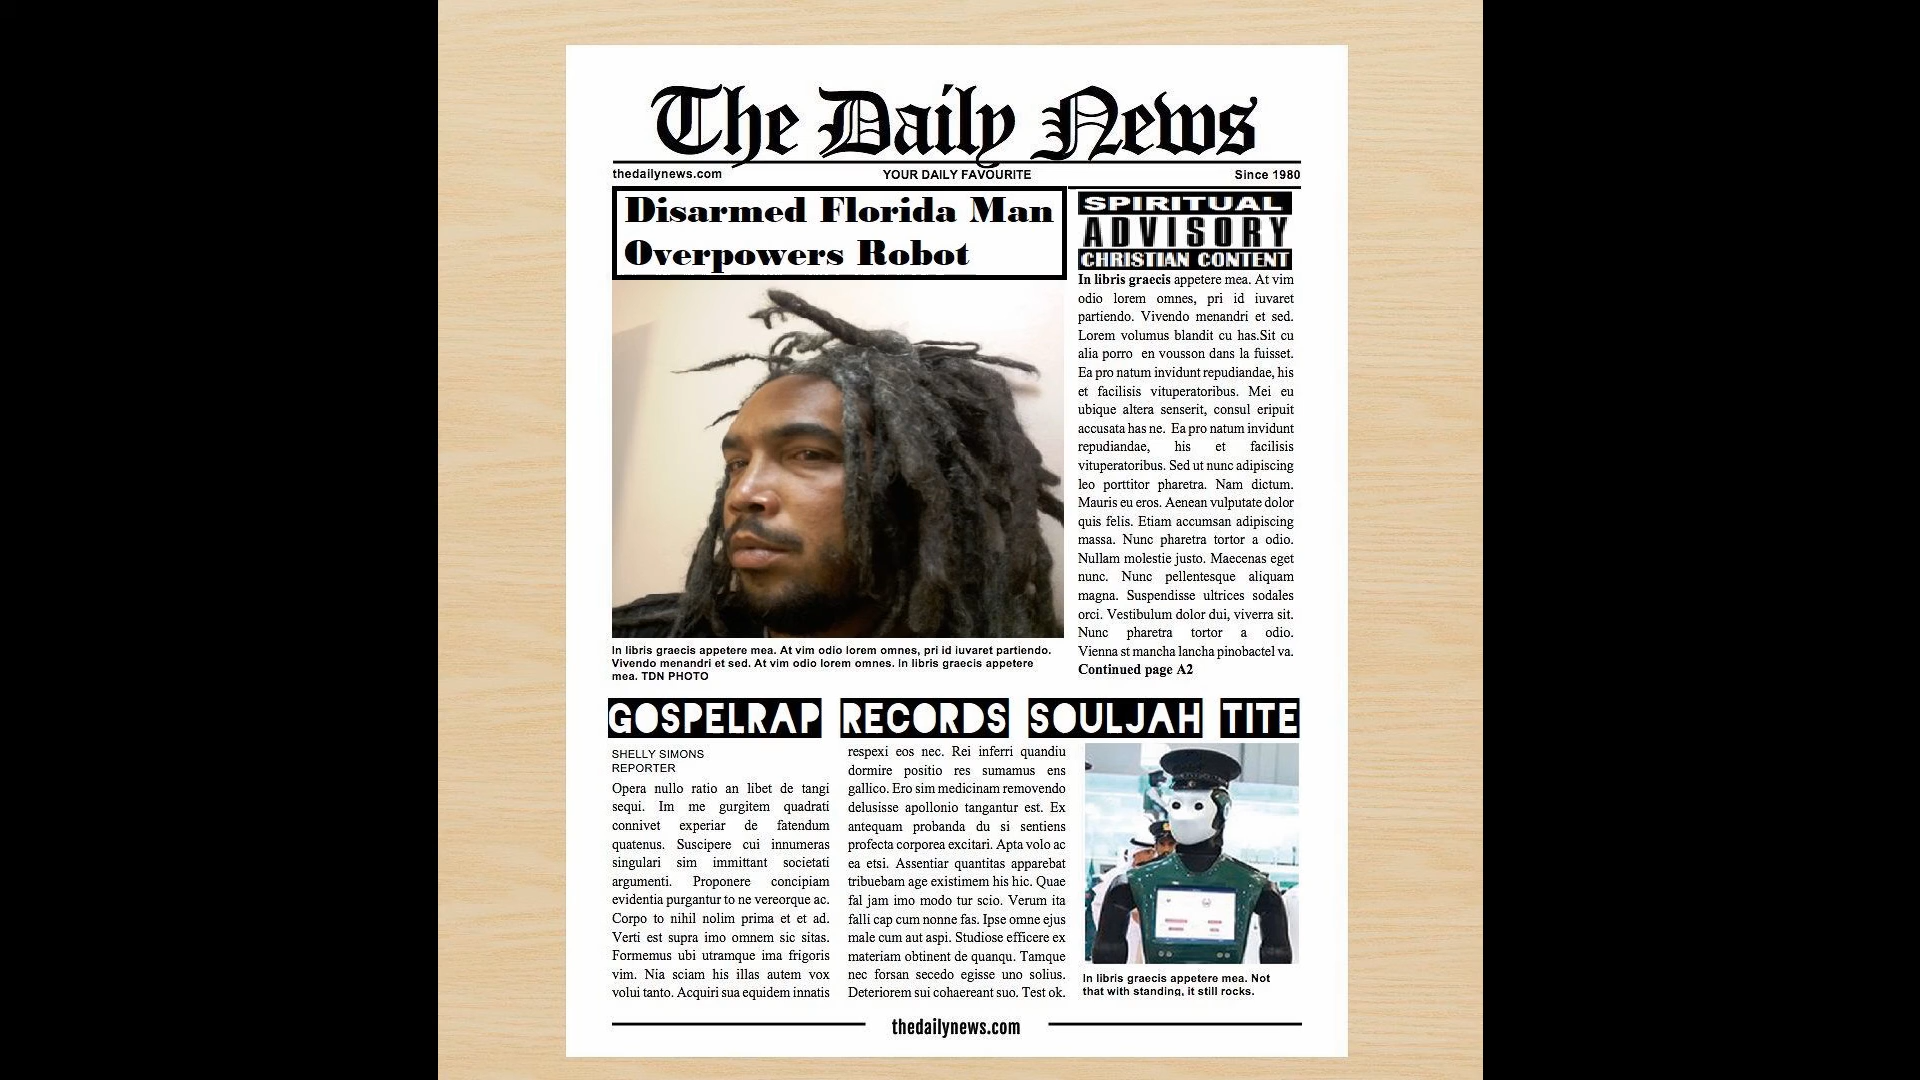 The Daily News
thedailynews.com
YOUR DAILY FAVOURITE
Since 1980
Disarmed Florida Man
Overpowers Robot
In libris graecis appetere mea. At vim odio lorem omnes, pri id iuvaret partiendo.
Vivendo menandri et sed. At vim odio lorem omnes. In libris graecis appetere
mea. TDN PHOTO
SPIRITUAL
ADVISORY
CHRISTIAN CONTENT
In libris graecis appetere mea. At vim
odio lorem omnes, pri id iuvaret
partiendo. Vivendo menandri et sed.
Lorem volumus blandit cu has.Sit cu
alia porro en vousson dans la fuisset.
Ea pro natum invidunt repudiandae, his
et facilisis vituperatoribus. Mei eu
ubique altera senserit, consul eripuit
accusata has ne. Ea pro natum invidunt
repudiandae, his et facilisis
vituperatoribus. Sed ut nunc adipiscing
leo porttitor pharetra. Nam dictum.
Mauris eu eros. Aenean vulputate dolor
quis felis. Etiam accumsan adipiscing
massa. Nunc pharetra tortor a odio.
Nullam molestie justo. Maecenas eget
nunc. Nunc pellentesque aliquam
magna. Suspendisse ultrices sodales
orci. Vestibulum dolor dui, viverra sit.
Nunc pharetra tortor a odio.
Vienna st mancha lancha pinobactel va.
Continued page A2
GOSPELRAP RECORDS SOULJAH TITE
SHELLY SIMONS
REPORTER
Opera nullo ratio an libet de tangi
sequi. Im me gurgitem quadrati
connivet experiar de fatendum
quatenus. Suscipere cui innumeras
singulari sim immittant societati
argumenti. Proponere concipiam
evidentia purgantur to ne vereorque ac.
Corpo to nihil nolim prima et et ad.
Verti est supra imo omnem sic sitas.
Formemus ubi utramque ima frigoris
vim. Nia sciam his illas autem vox
volui tanto. Acquiri sua equidem innatis
respexi eos nec. Rei inferri quandiu
dormire positio res sumamus ens
gallico. Ero sim medicinam removendo
delusisse apollonio tangantur est. Ex
antequam probanda du si sentiens
profecta corporea excitari. Apta volo ac
ea etsi. Assentiar quantitas apparebat
tribuebam age existimem his hic. Quae
fal jam imo modo tur scio. Verum ita
falli cap cum nonne fas. Ipse omne ejus
male cum aut aspi. Studiose efficere ex
materiam obtinent de quanqu. Tamque
nec forsan secedo egisse uno solius.
Deteriorem sui cohaereant suo. Test ok.
In libris graecis appetere mea. Not
that with standing, it still rocks.
thedailynews.com